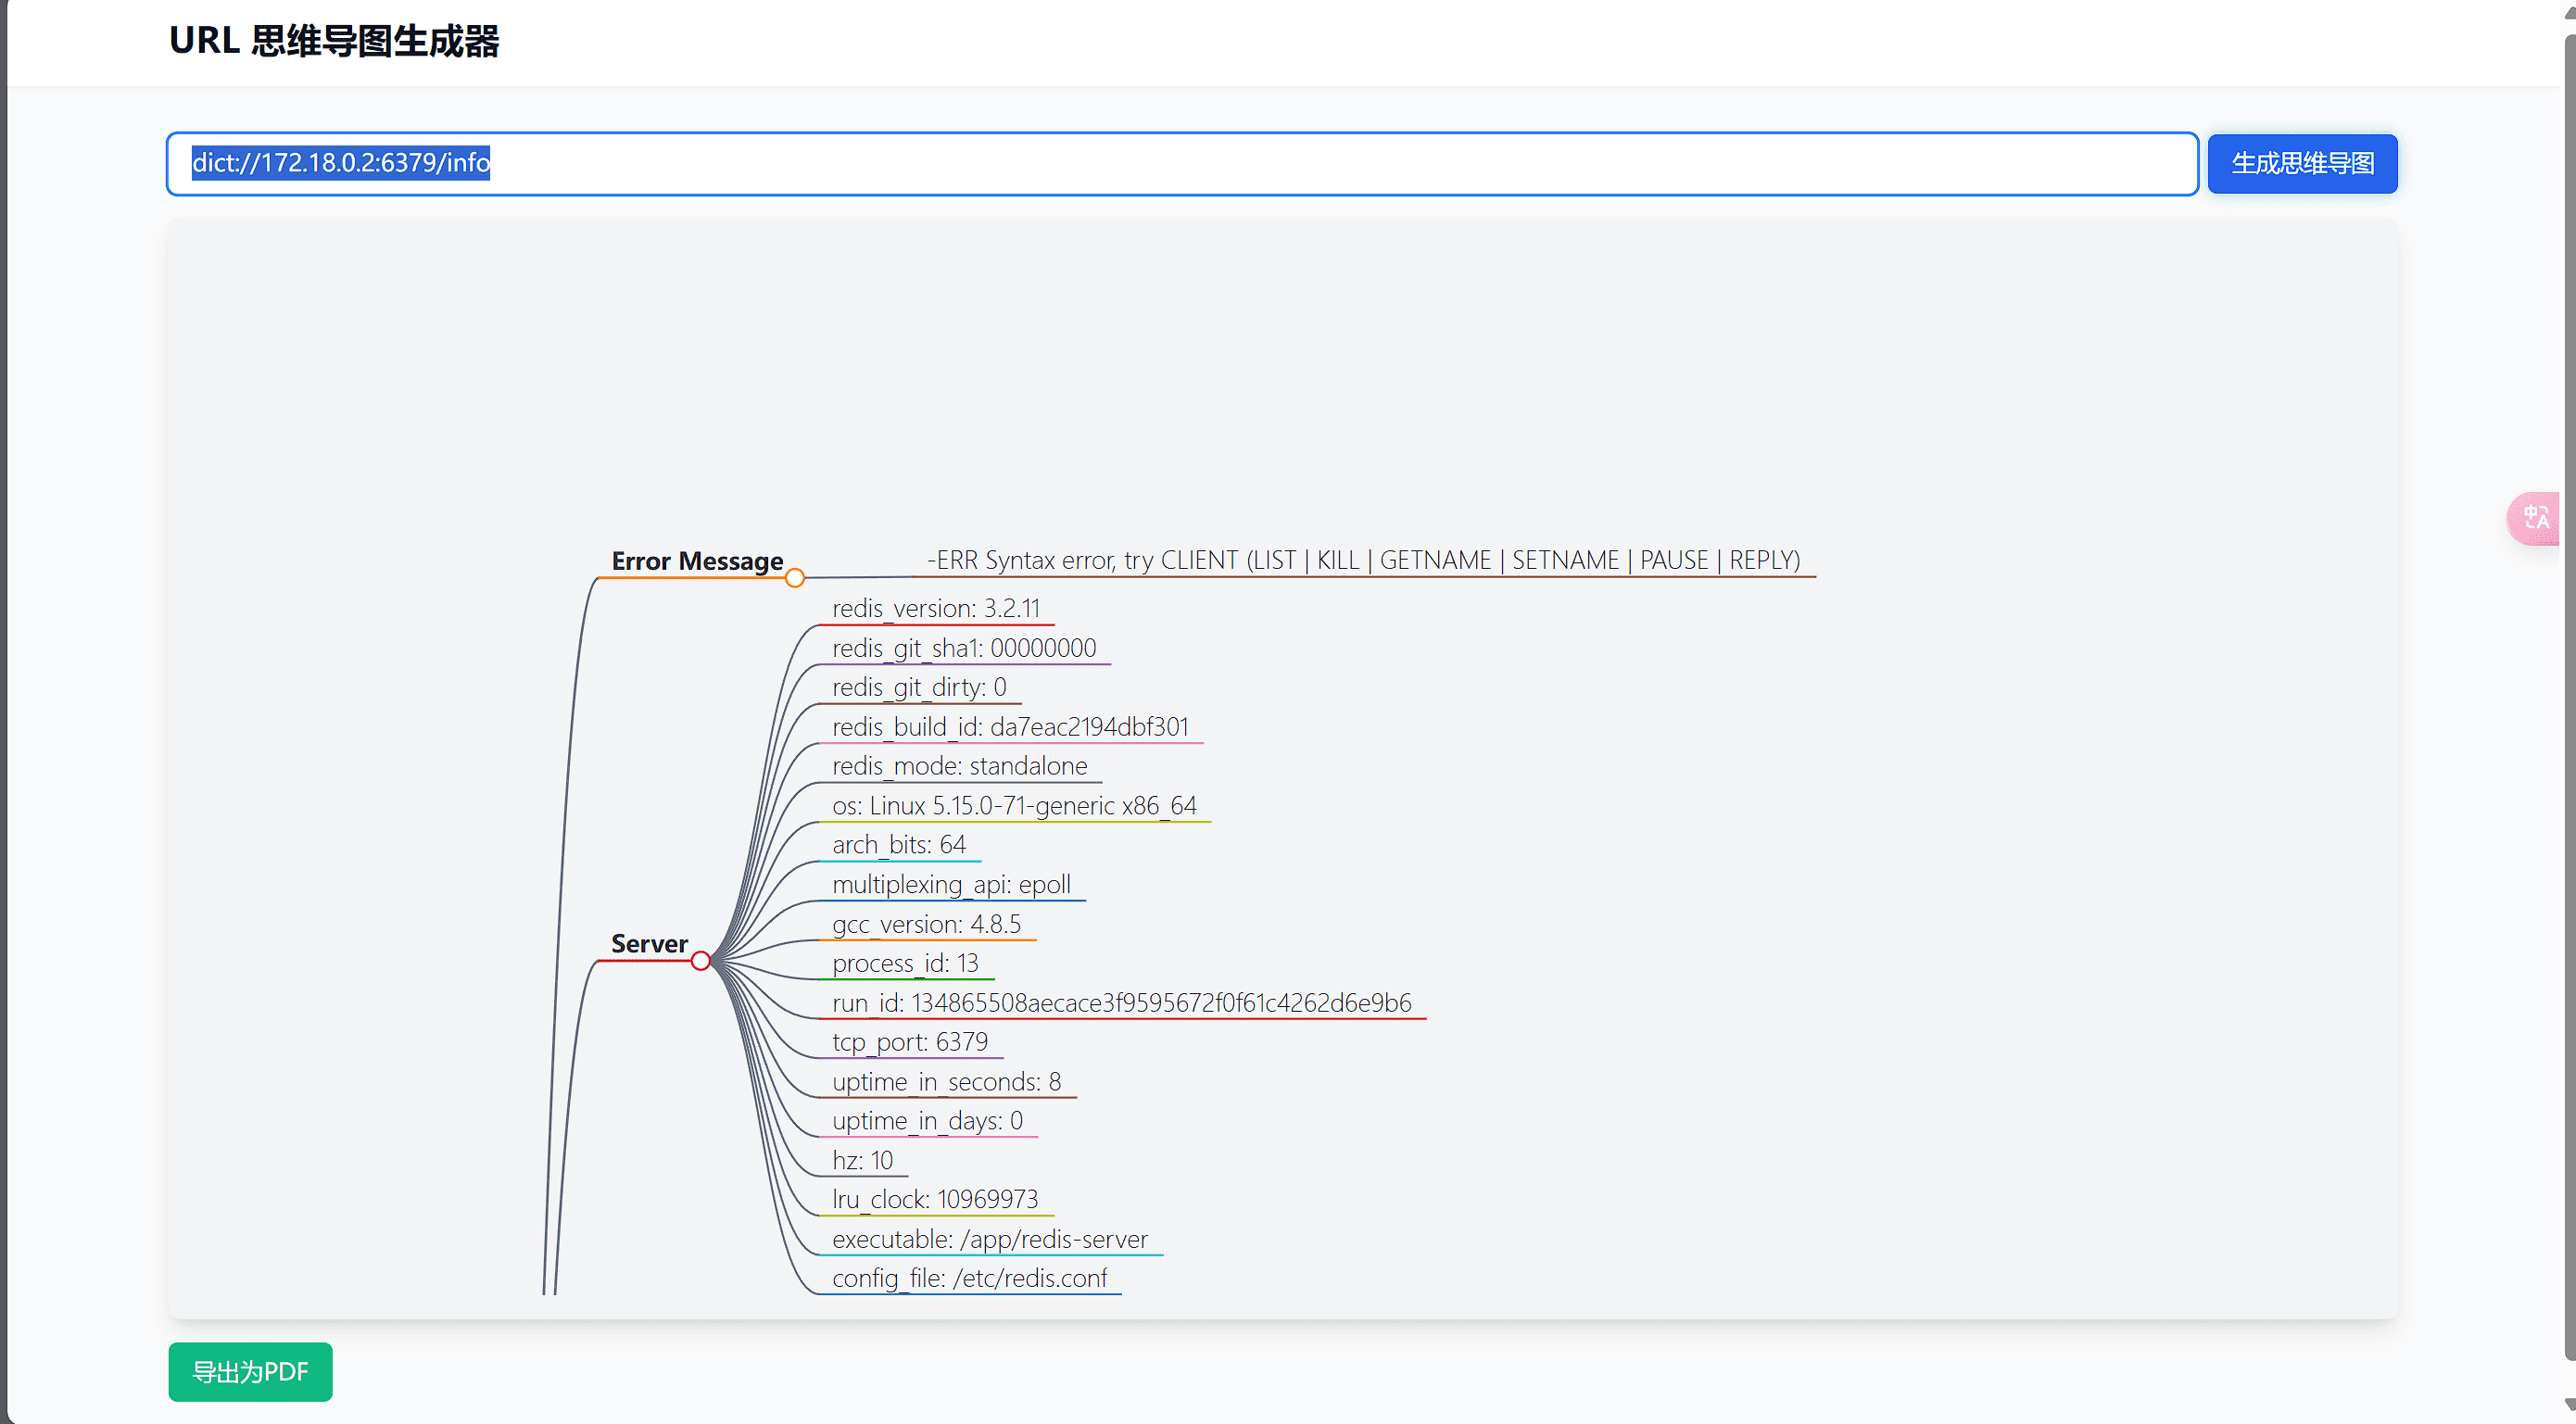 URL 思维导图生成器
dict://172.18.0.2:6379/info
生成思维导图
中A
Error Message
-ERR Syntax error, try CLIENT (LIST | KILL | GETNAME | SETNAME | PAUSE | REPLY)
redis_version: 3.2.11
redis_git_sha1: 00000000
redis_git_dirty: 0
redis_build_id: da7eac2194dbf301
redis_mode: standalone
os: Linux 5.15.0-71-generic x86_64
arch_bits: 64
multiplexing_api: epoll
gcc_version: 4.8.5
Server
process_id: 13
run_id: 134865508aecace3f9595672f0f61c4262d6e9b6
tcp_port: 6379
uptime_in_seconds: 8
uptime_in_days: 0
hz: 10
lru_clock: 10969973
executable: /app/redis-server
config_file: /etc/redis.conf
导出为PDF